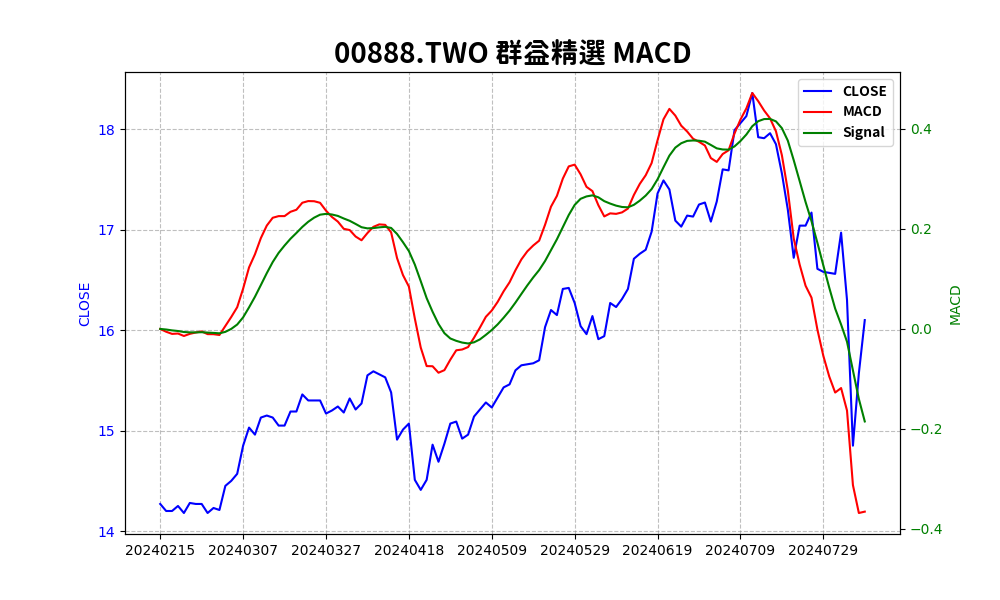 00888.TWO 群益精選 MACD
CLOSE
MACD
Signal
18
17
16
15
14
CLOSE
0.4
0.2
0.0
−0.2
−0.4
MACD
20240215 20240307 20240327 20240418 20240509 20240529 20240619 20240709 20240729